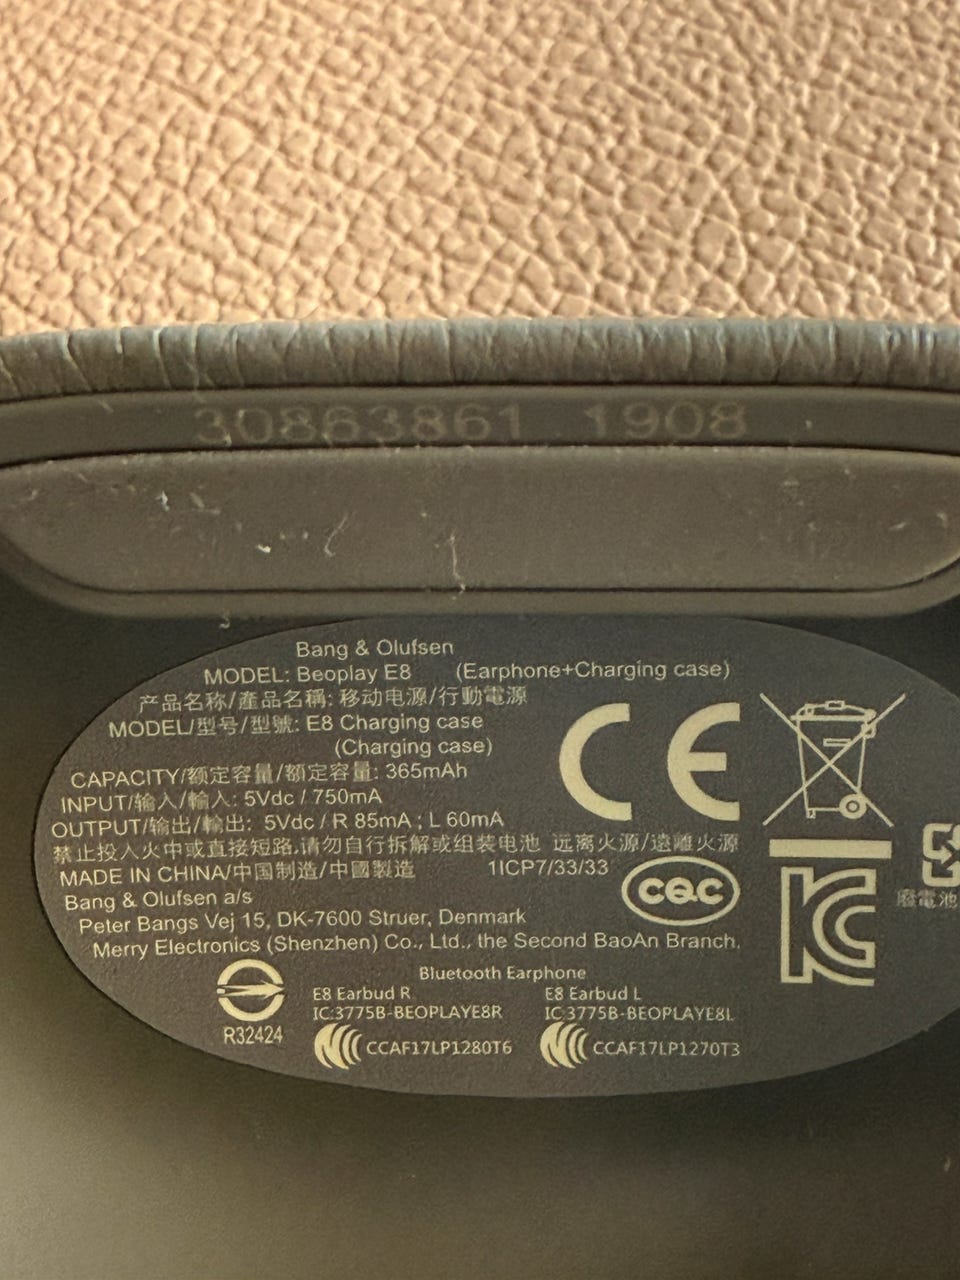 30863861 1908
Bang & Olufsen
MODEL: Beoplay E8 (Earphone+Charging case)
产品名称/產品名稱: 移动电源/行動電源
MODEL/型号/型號: E8 Charging case
(Charging case)
CAPACITY/额定容量/額定容量: 365mAh
INPUT/输入/輸入: 5Vdc / 750mA
OUTPUT/输出/輸出: 5Vdc / R 85mA ; L 60mA
禁止投入火中或直接短路,请勿自行拆解或组装电池 远离火源/遠離火源
MADE IN CHINA/中国制造/中國製造 1ICP7/33/33
CQC
Bang & Olufsen a/s
Peter Bangs Vej 15, DK-7600 Struer, Denmark
Merry Electronics (Shenzhen) Co., Ltd., the Second BaoAn Branch.
廢電池
Bluetooth Earphone
E8 Earbud R E8 Earbud L
IC:3775B-BEOPLAYE8R IC:3775B-BEOPLAYE8L
R32424 CCAF17LP1280T6 CCAF17LP1270T3